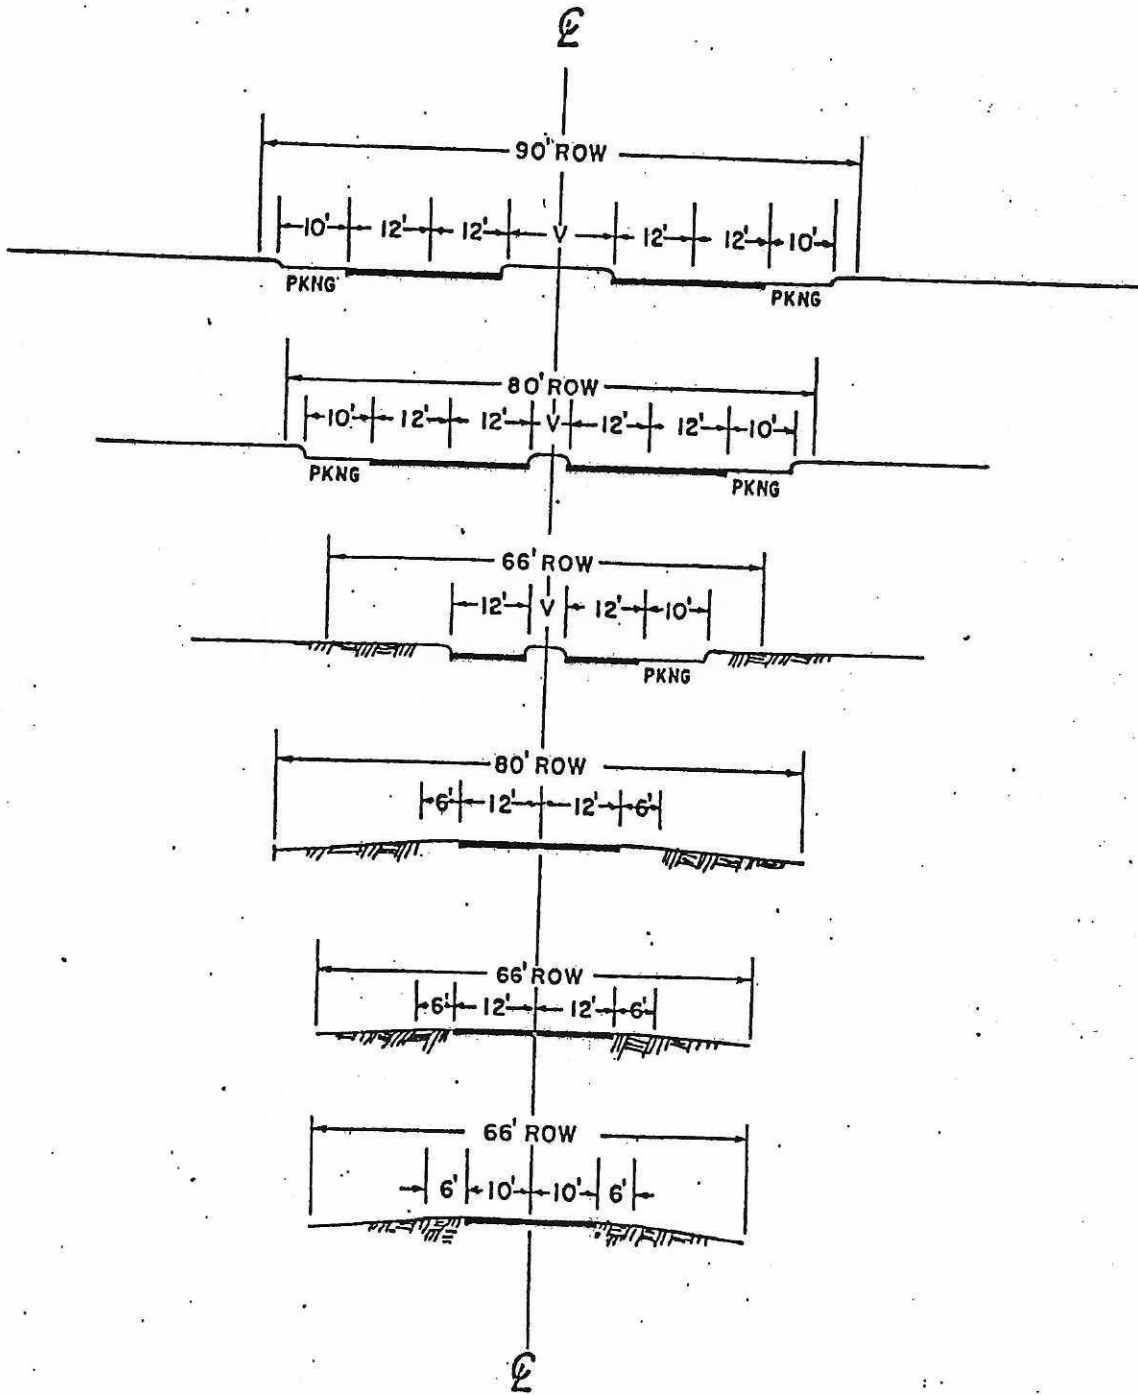 ℄
90' ROW
10' 12' 12' V 12' 12' 10'
PKNG PKNG
80' ROW
10' 12' 12' V 12' 12' 10'
PKNG PKNG
66' ROW
12' V 12' 10'
PKNG
80' ROW
6' 12' 12' 6'
66' ROW
6' 12' 12' 6'
66' ROW
6' 10' 10' 6'
℄